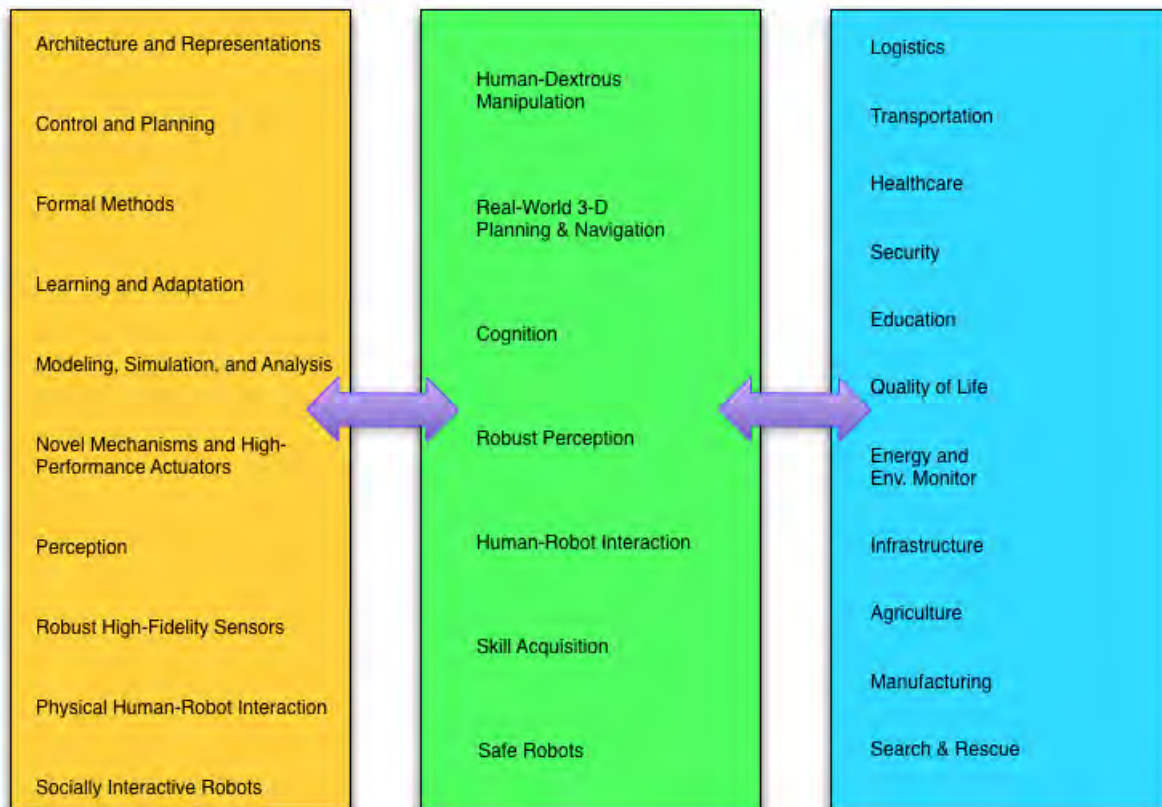 Architecture and Representations
Control and Planning
Formal Methods
Learning and Adaptation
Modeling, Simulation, and Analysis
Novel Mechanisms and High-
Performance Actuators
Perception
Robust High-Fidelity Sensors
Physical Human-Robot Interaction
Socially Interactive Robots
Human-Dextrous
Manipulation
Real-World 3-D
Planning & Navigation
Cognition
Robust Perception
Human-Robot Interaction
Skill Acquisition
Safe Robots
Logistics
Transportation
Healthcare
Security
Education
Quality of Life
Energy and
Env. Monitor
Infrastructure
Agriculture
Manufacturing
Search & Rescue